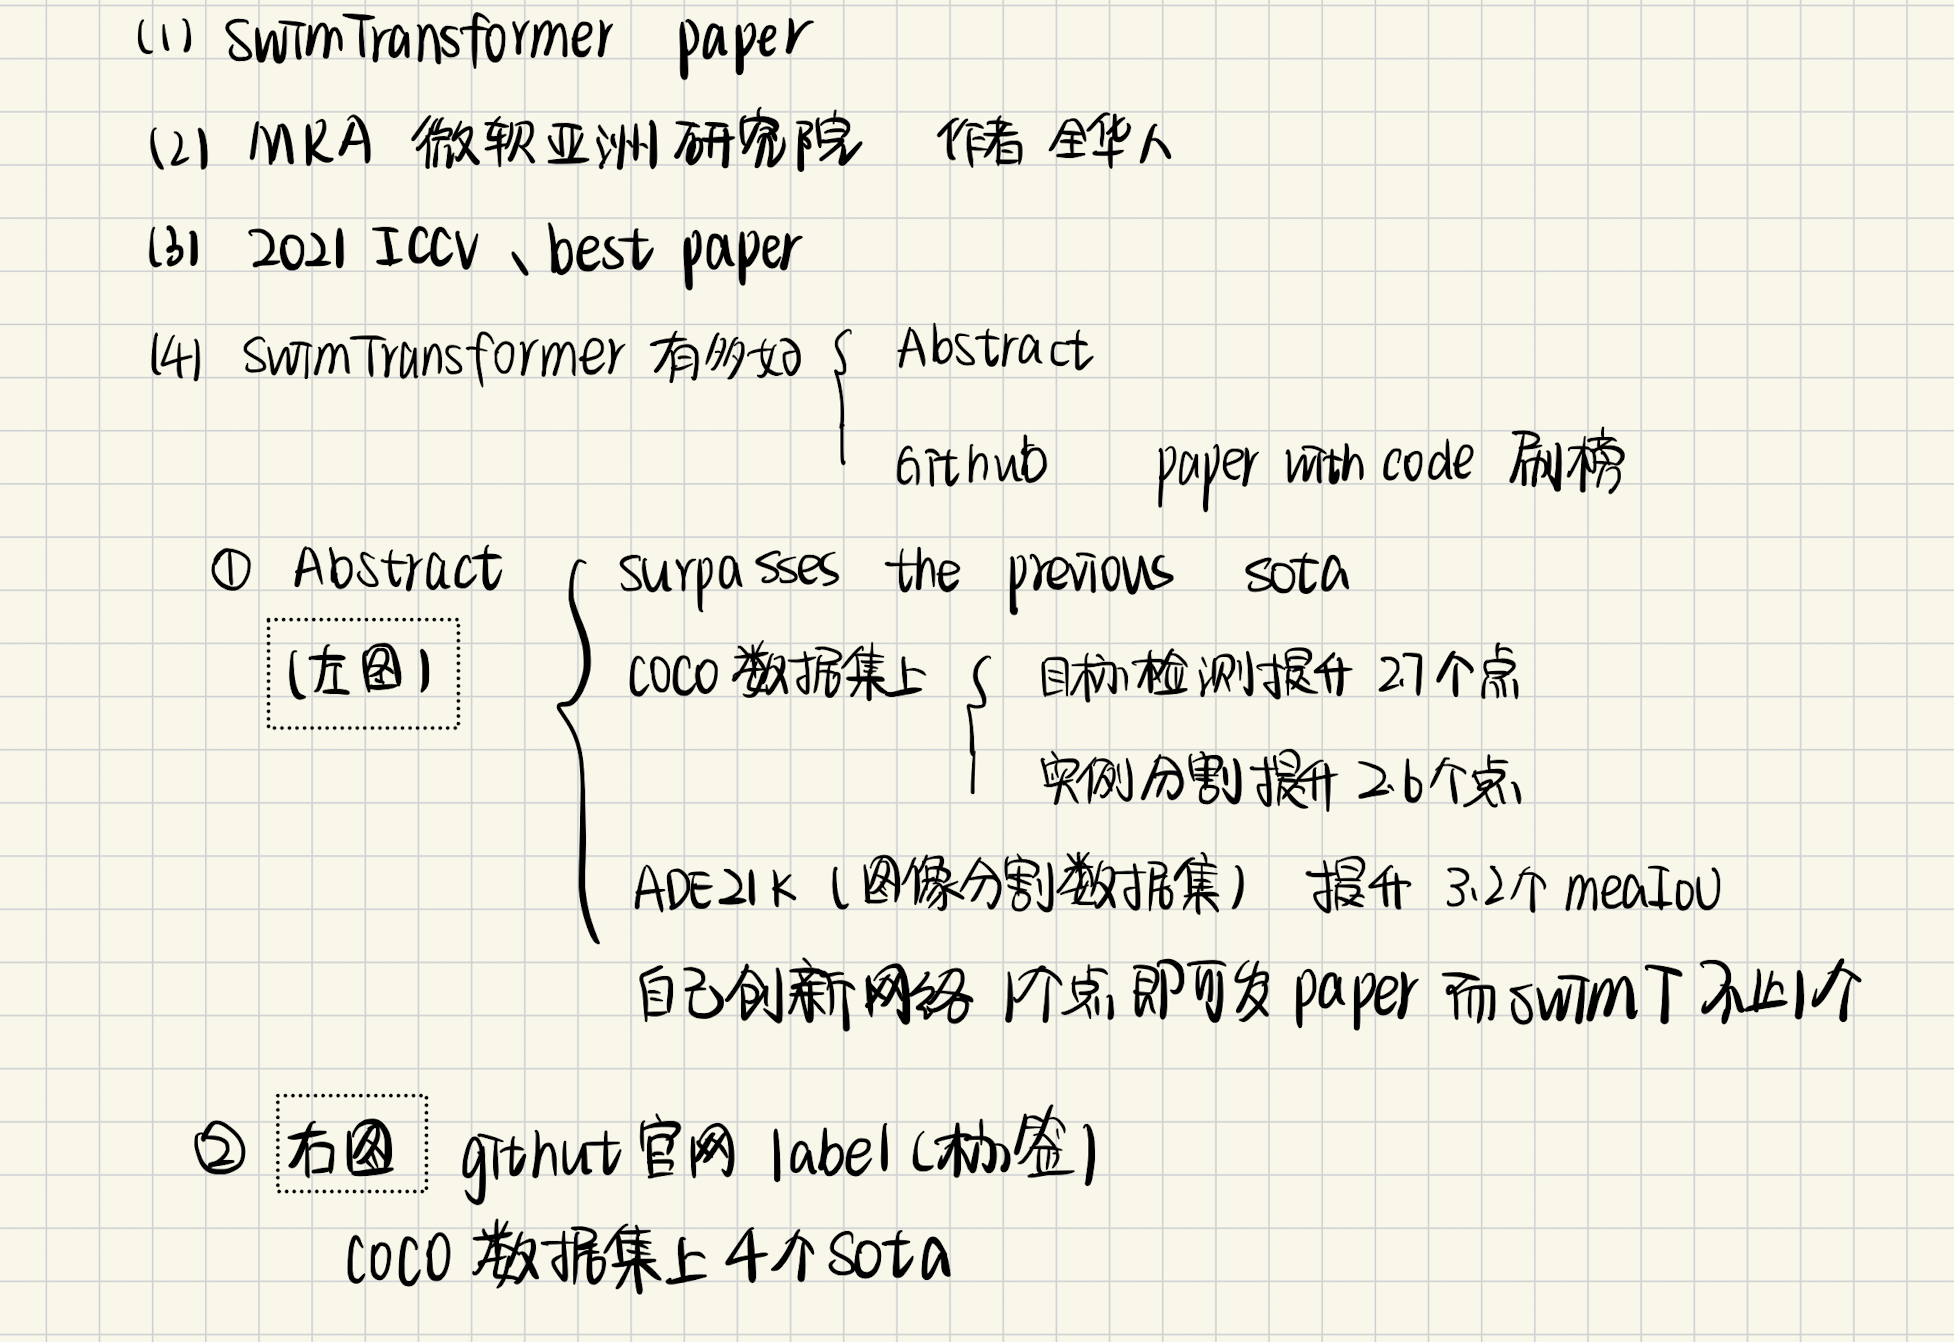 (1) SwimTransformer paper
(2) MRA 微软亚洲研究院 作者 全华人
(3) 2021 ICCV、best paper
(4) SwimTransformer 有多好 { Abstract
Github paper with code 刷榜
① Abstract { surpasses the previous sota
(左图) COCO 数据集上 { 目标检测提升 2.7个点
实例分割提升 2.6个点
ADE21K (图像分割数据集) 提升 3.2个 meaIoU
自己创新网络 1个点即可发 paper 而 swim T 不止1个
② 右图 githut 官网 label (标签)
COCO 数据集上 4个 sota